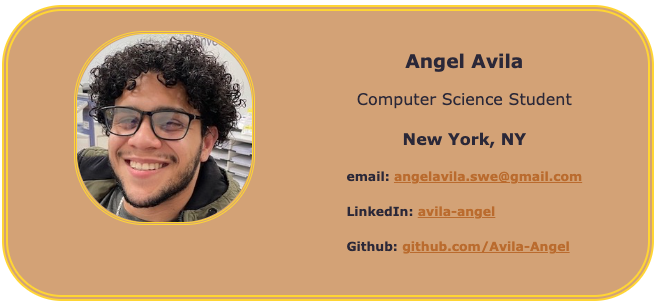 Angel Avila
Computer Science Student
New York, NY
email: angelavila.swe@gmail.com
LinkedIn: avila-angel
Github: github.com/Avila-Angel